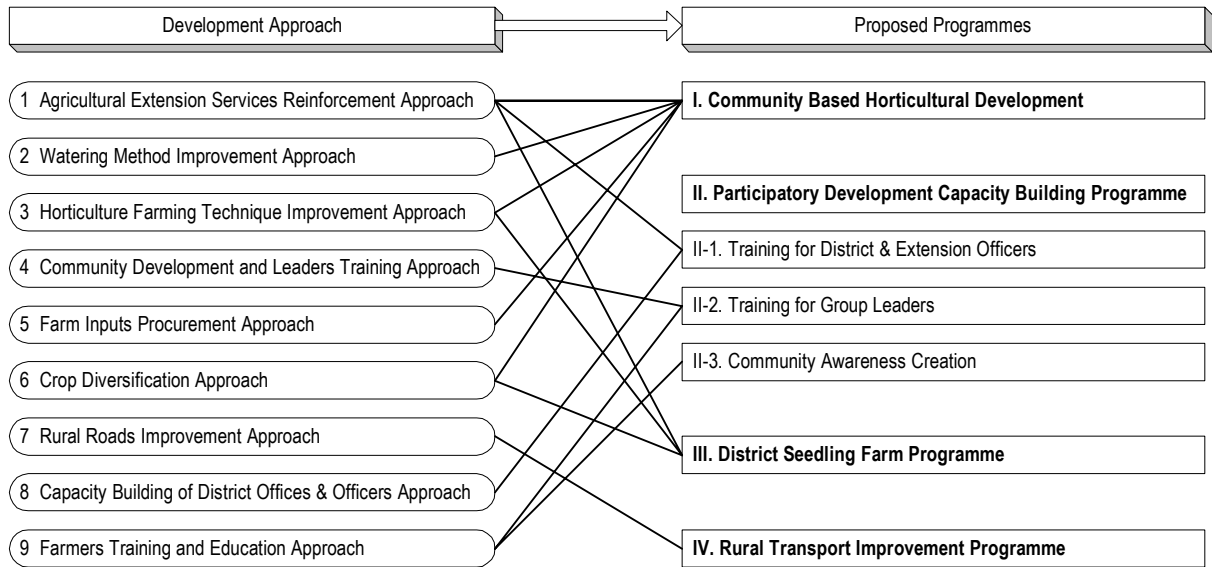 Development Approach
Proposed Programmes
1 Agricultural Extension Services Reinforcement Approach
2 Watering Method Improvement Approach
3 Horticulture Farming Technique Improvement Approach
4 Community Development and Leaders Training Approach
5 Farm Inputs Procurement Approach
6 Crop Diversification Approach
7 Rural Roads Improvement Approach
8 Capacity Building of District Offices & Officers Approach
9 Farmers Training and Education Approach
I. Community Based Horticultural Development
II. Participatory Development Capacity Building Programme
II-1. Training for District & Extension Officers
II-2. Training for Group Leaders
II-3. Community Awareness Creation
III. District Seedling Farm Programme
IV. Rural Transport Improvement Programme